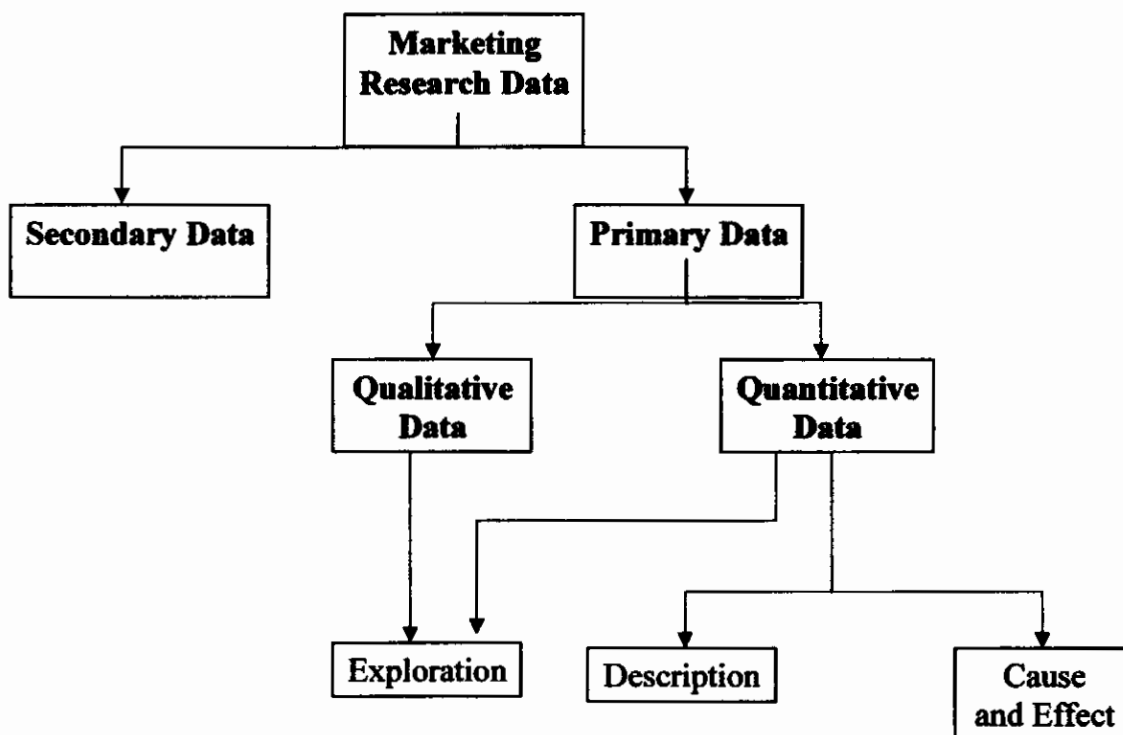 Marketing
Research Data
Secondary Data
Primary Data
Qualitative
Data
Quantitative
Data
Exploration
Description
Cause
and Effect